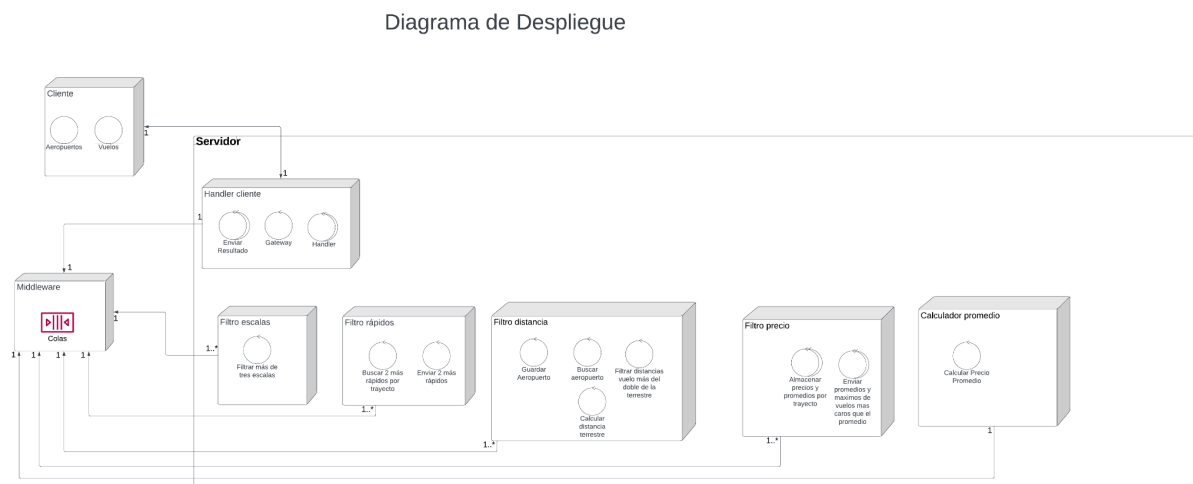 Diagrama de Despliegue
Cliente
Aeropuertos
Vuelos
1
Servidor
1
Handler cliente
1
Enviar
Resultado
Gateway
Handler
1
Middleware
Colas
1
1
1
1
1
Filtro escalas
Filtrar más de
tres escalas
1..*
Filtro rápidos
Buscar 2 más
rápidos por
trayecto
Enviar 2 más
rápidos
1..*
Filtro distancia
Guardar
Aeropuerto
Buscar
aeropuerto
Filtrar distancias
vuelo más del
doble de la
terrestre
Calcular
distancia
terrestre
1..*
Filtro precio
Almacenar
precios y
promedios por
trayecto
Enviar
promedios y
maximos de
vuelos mas
caros que el
promedio
1..*
Calculador promedio
Calcular Precio
Promedio
1